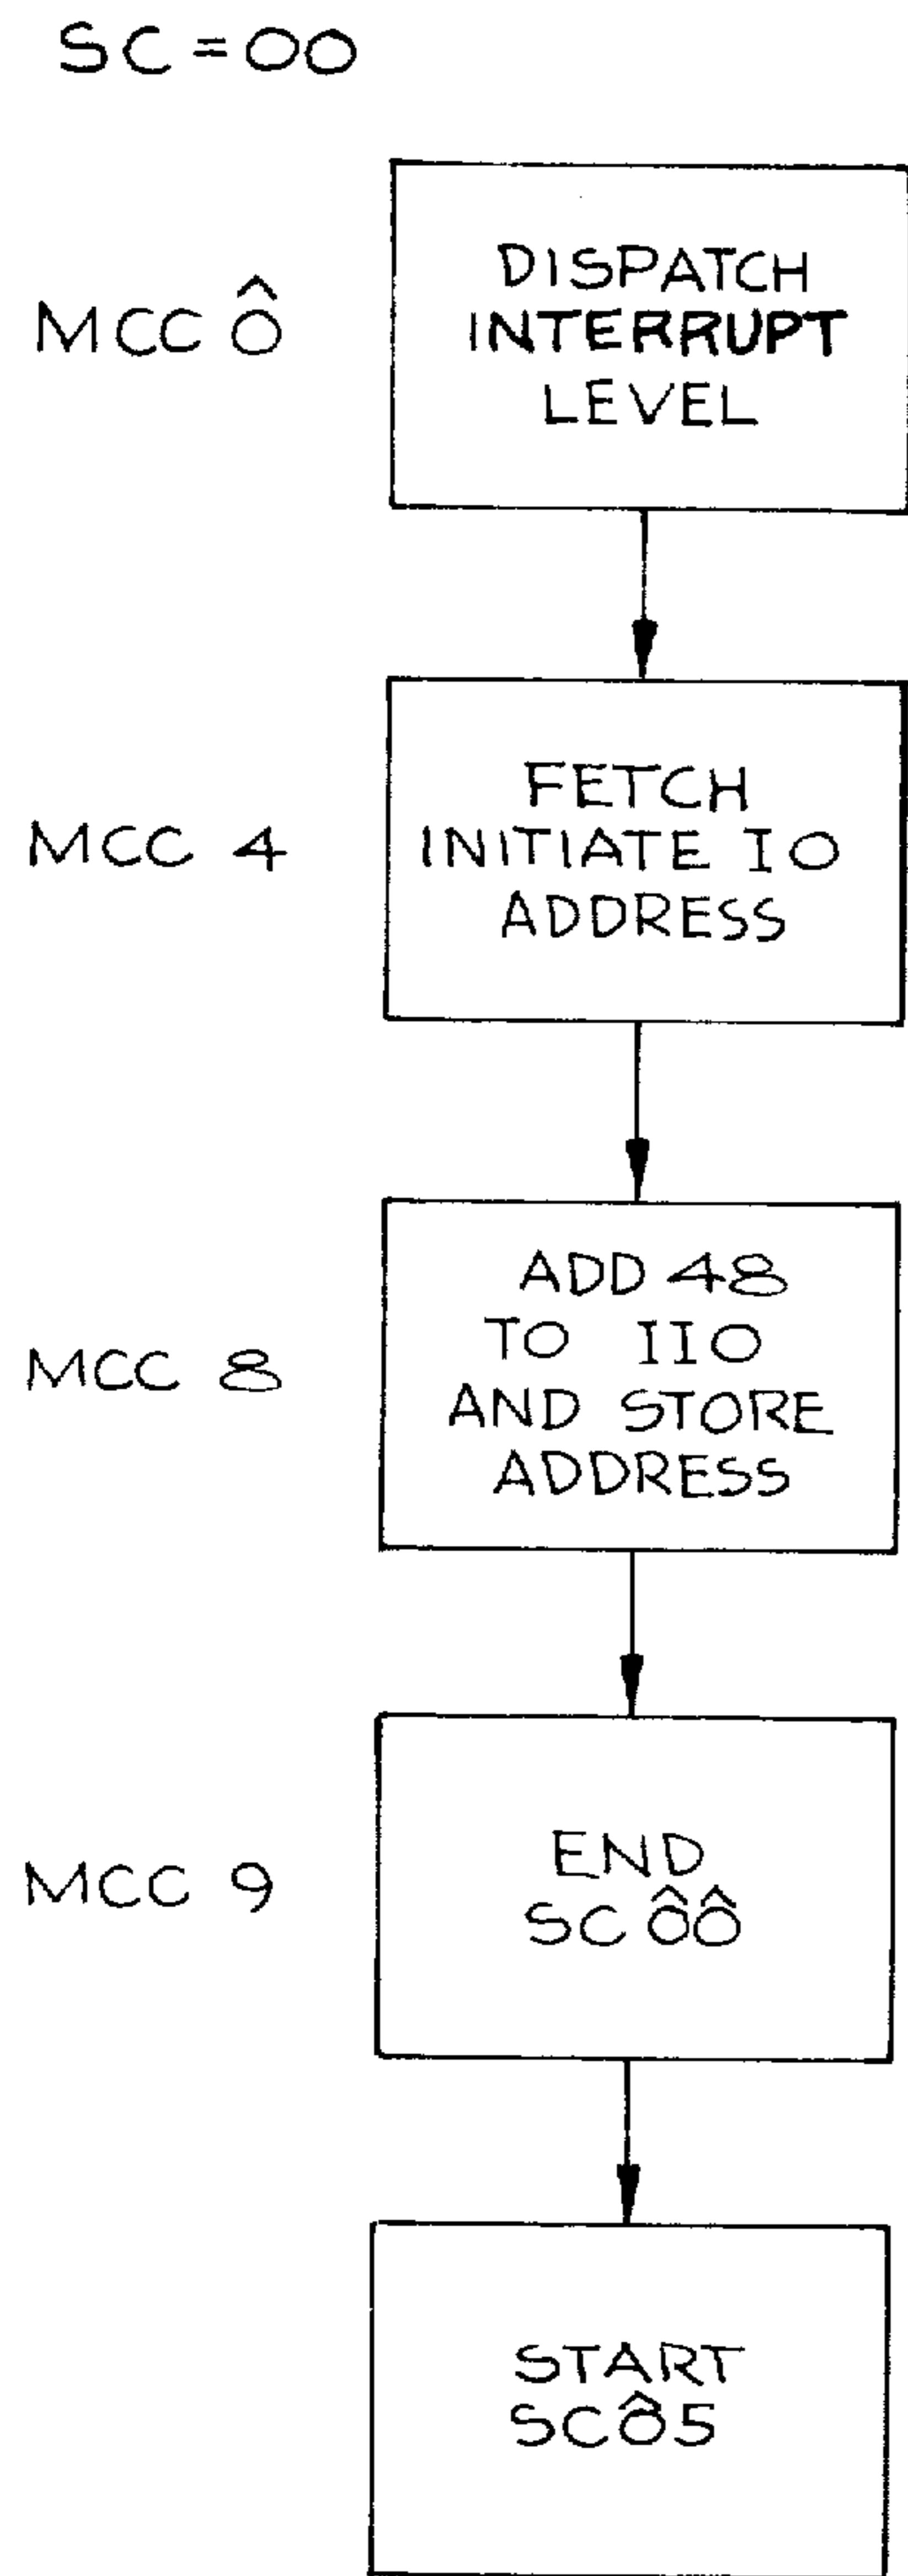 SC = 00
MCC Ô
DISPATCH
INTERRUPT
LEVEL
MCC 4
FETCH
INITIATE IO
ADDRESS
MCC 8
ADD 48
TO IIO
AND STORE
ADDRESS
MCC 9
END
SC ÔÔ
START
SCÔ5